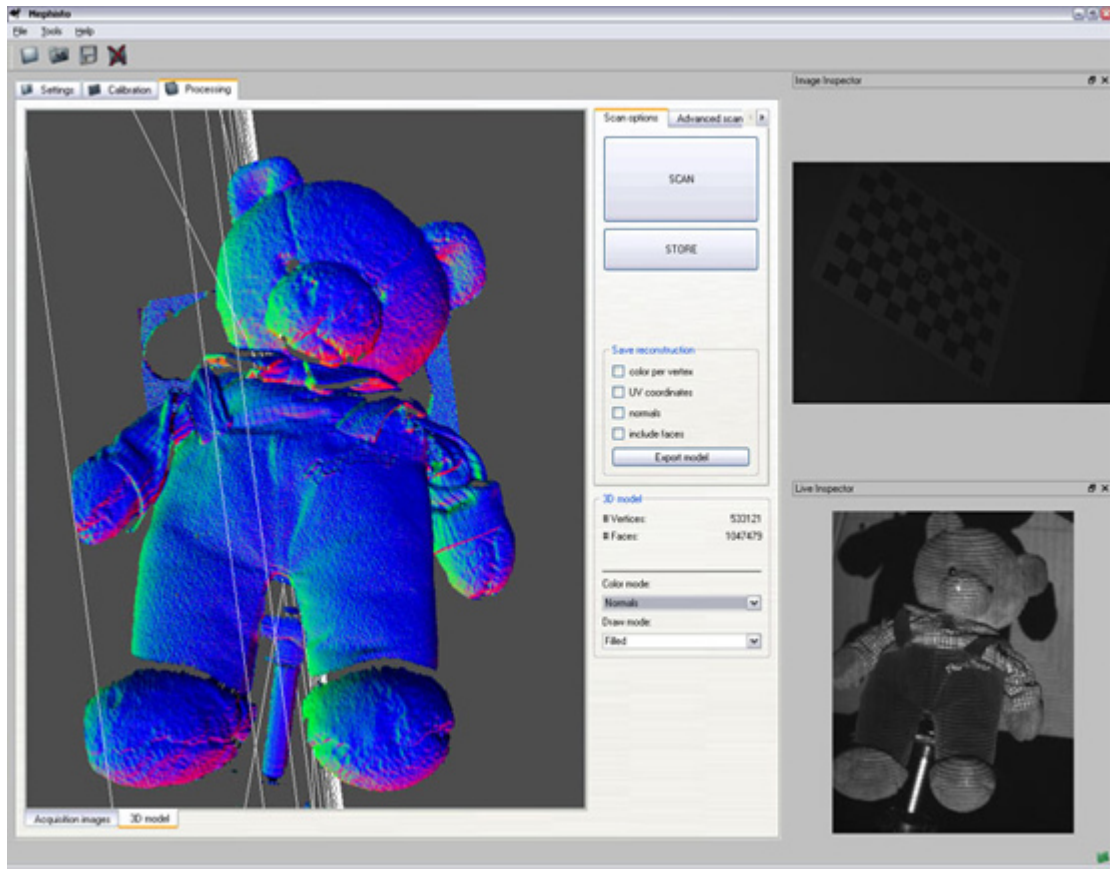 Mephisto
File Tools Help
Settings Calibration Processing
Image Inspector
Scan options Advanced scan
SCAN
STORE
Save reconstruction
color per vertex
UV coordinates
normals
include faces
Export model
Live Inspector
3D model
# Vertices: 533121
# Faces: 1047479
Color mode:
Normals
Draw mode:
Filled
Acquisition images 3D model